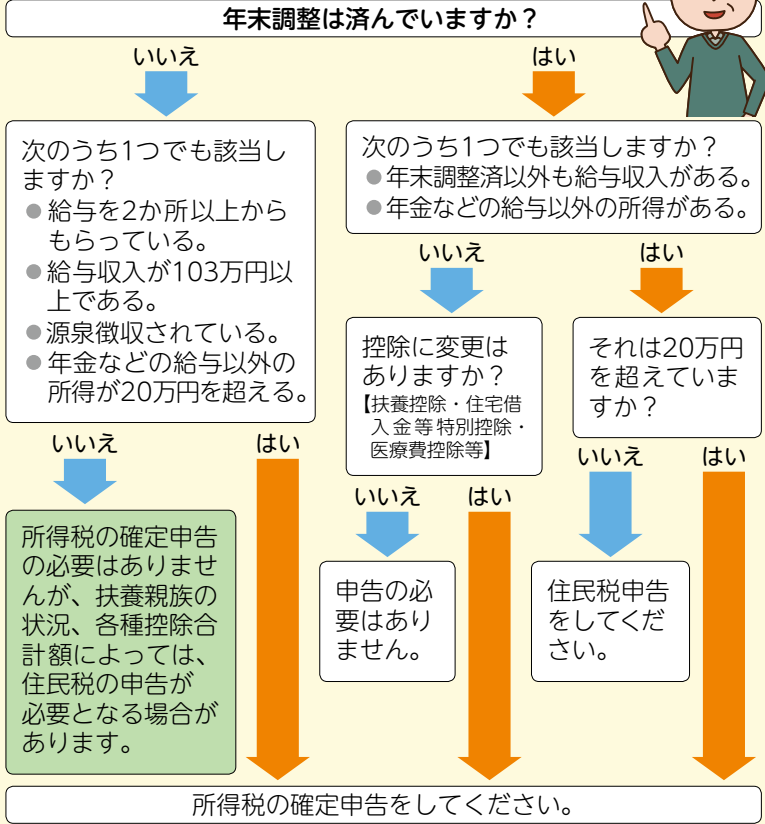 年末調整は済んでいますか？
いいえ
はい
次のうち1つでも該当し
ますか？
●給与を2か所以上から
もらっている。
●給与収入が103万円以
上である。
●源泉徴収されている。
●年金などの給与以外の
所得が20万円を超える。
次のうち1つでも該当しますか？
●年末調整済以外も給与収入がある。
●年金などの給与以外の所得がある。
いいえ
はい
控除に変更は
ありますか？
【扶養控除・住宅借
入金等特別控除・
医療費控除等】
それは20万円
を超えていま
すか？
いいえ
はい
いいえ
はい
いいえ
はい
所得税の確定申告
の必要はありませ
んが、扶養親族の
状況、各種控除合
計額によっては、
住民税の申告が
必要となる場合が
あります。
申告の必
要はあり
ません。
住民税申告
をしてくだ
さい。
所得税の確定申告をしてください。